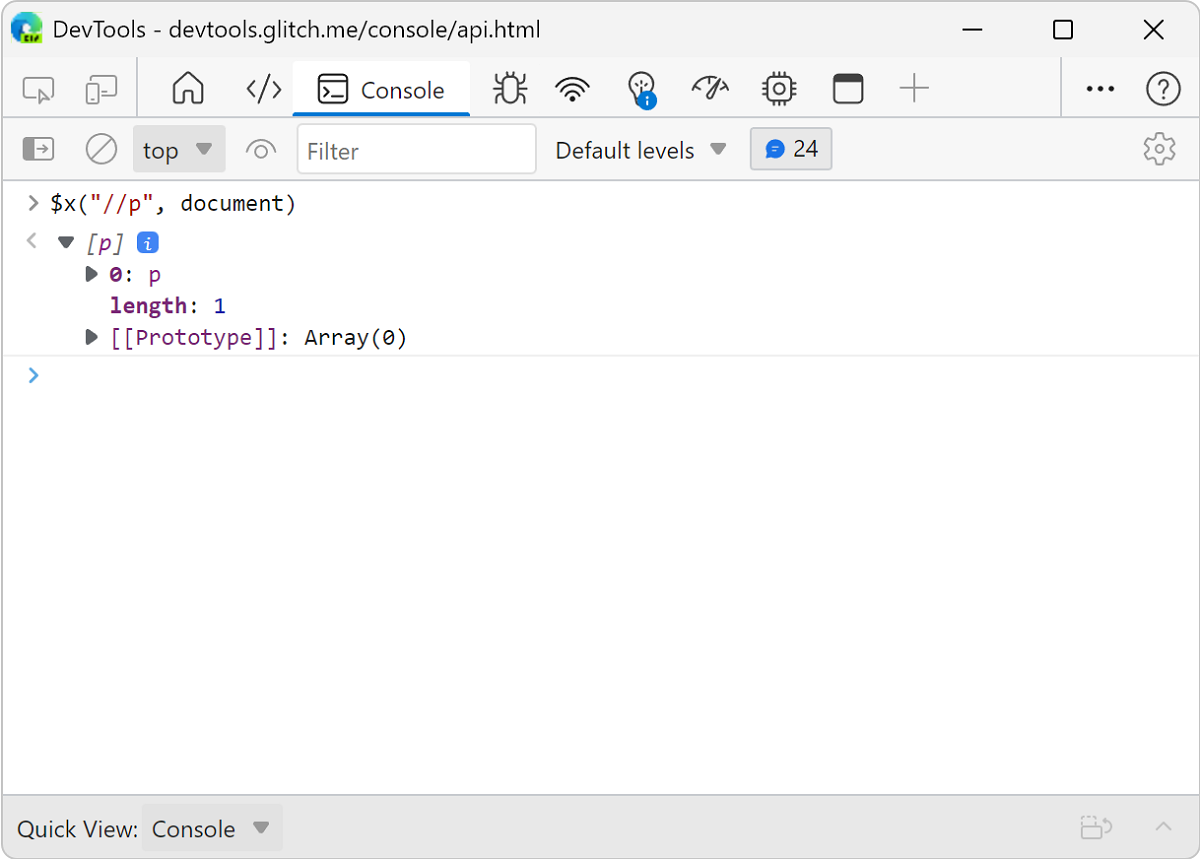 DevTools - devtools.glitch.me/console/api.html
Console
top Filter Default levels 24
> $x("//p", document)
< ▼ [p] i
▶ 0: p
length: 1
▶ [[Prototype]]: Array(0)
>
Quick View: Console